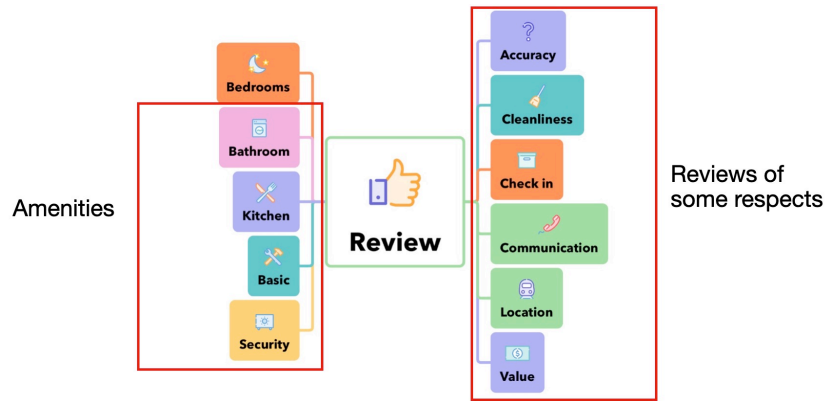 Amenities
Bedrooms
Bathroom
Kitchen
Basic
Security
Review
Accuracy
Cleanliness
Check in
Communication
Location
Value
Reviews of
some respects